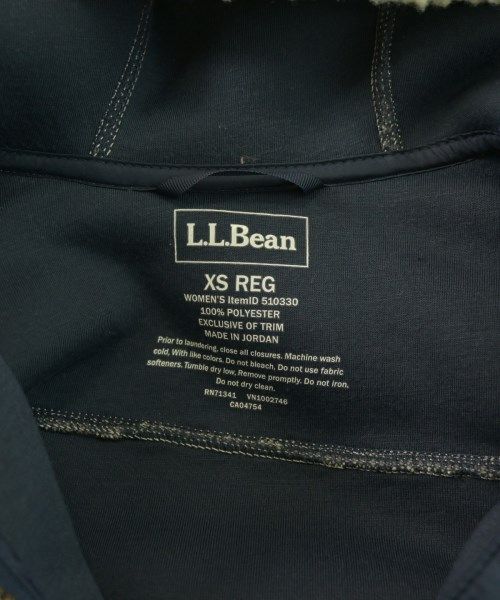 L.L.Bean
XS REG
WOMEN'S ItemID 510330
100% POLYESTER
EXCLUSIVE OF TRIM
MADE IN JORDAN
Prior to laundering, close all closures. Machine wash
cold, With like colors. Do not bleach. Do not use fabric
softeners. Tumble dry low, Remove promptly. Do not iron.
Do not dry clean.
RN71341 VN1002746
CA04754